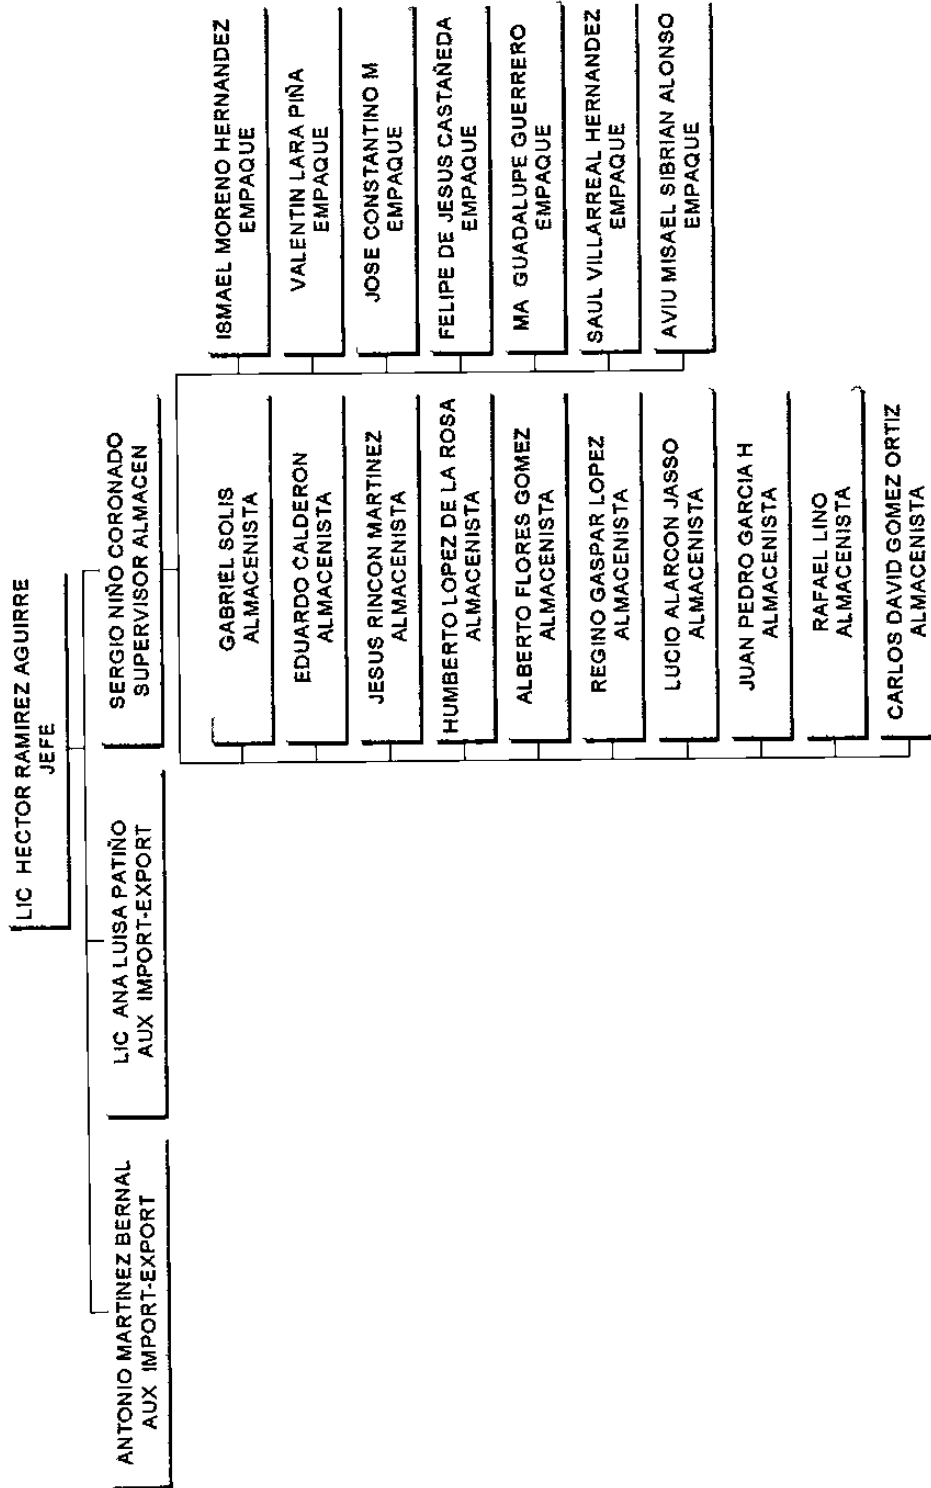 LIC HECTOR RAMIREZ AGUIRRE
JEFE
ANTONIO MARTINEZ BERNAL
AUX IMPORT-EXPORT
LIC ANA LUISA PATIÑO
AUX IMPORT-EXPORT
SERGIO NIÑO CORONADO
SUPERVISOR ALMACEN
GABRIEL SOLIS
ALMACENISTA
EDUARDO CALDERON
ALMACENISTA
JESUS RINCON MARTINEZ
ALMACENISTA
HUMBERTO LOPEZ DE LA ROSA
ALMACENISTA
ALBERTO FLORES GOMEZ
ALMACENISTA
REGINO GASPAR LOPEZ
ALMACENISTA
LUCIO ALARCON JASSO
ALMACENISTA
JUAN PEDRO GARCIA H
ALMACENISTA
RAFAEL LINO
ALMACENISTA
CARLOS DAVID GOMEZ ORTIZ
ALMACENISTA
ISMAEL MORENO HERNANDEZ
EMPAQUE
VALENTIN LARA PIÑA
EMPAQUE
JOSE CONSTANTINO M
EMPAQUE
FELIPE DE JESUS CASTAÑEDA
EMPAQUE
MA GUADALUPE GUERRERO
EMPAQUE
SAUL VILLARREAL HERNANDEZ
EMPAQUE
AVIU MISAEL SIBRIAN ALONSO
EMPAQUE